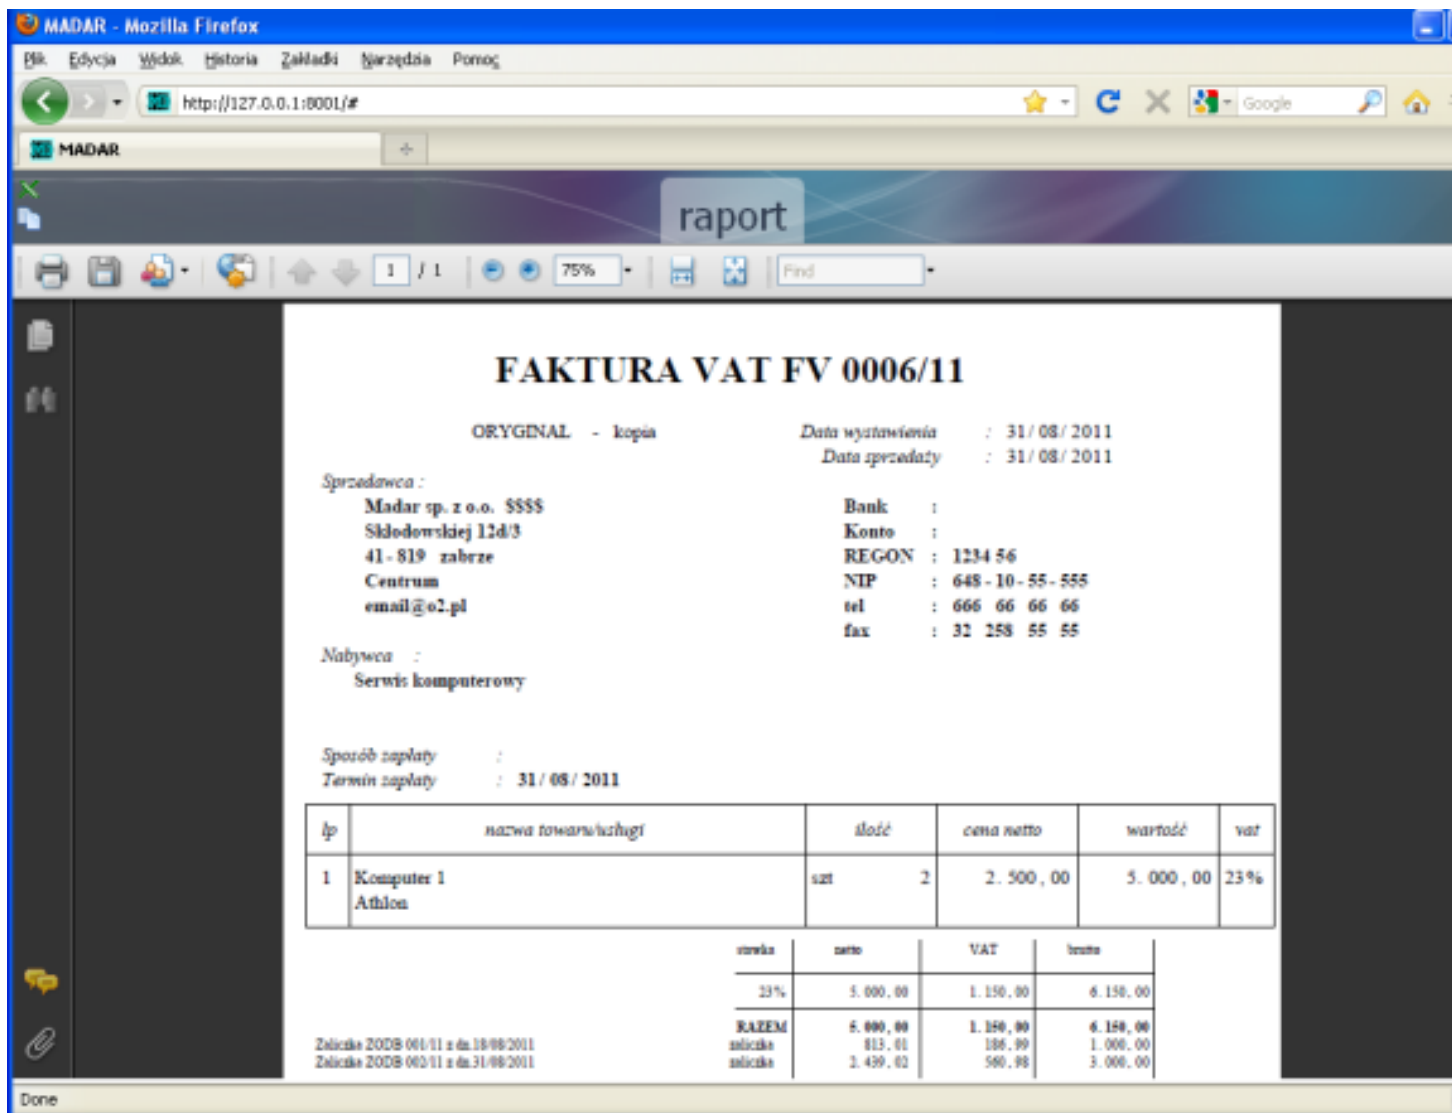 MADAR - Mozilla Firefox
Plik Edycja Widok Historia Zakładki Narzędzia Pomoc
http://127.0.0.1:8001/# Google
MADAR
raport
1 / 1 75% Find
FAKTURA VAT FV 0006/11
ORYGINAL - kopia Data wystawienia : 31/08/2011
Data sprzedaży : 31/08/2011
Sprzedawca :
Madar sp. z o.o. $$$$ Bank :
Skłodowskiej 12d/3 Konto :
41-819 zabrze REGON : 1234 56
Centrum NIP : 648-10-55-555
email@o2.pl tel : 666 66 66 66
fax : 32 258 55 55
Nabywca :
Serwis komputerowy
Sposób zapłaty :
Termin zapłaty : 31/08/2011
lp nazwa towaru/usługi ilość cena netto wartość vat
1 Komputer 1 szt 2 2.500,00 5.000,00 23%
Athlon
stawka netto VAT brutto
23% 5.000,00 1.150,00 6.150,00
RAZEM 5.000,00 1.150,00 6.150,00
Zaliczka ZODB 001/11 z dn.18/08/2011 zaliczka 813,01 186,99 1.000,00
Zaliczka ZODB 002/11 z dn.31/08/2011 zaliczka 2.439,02 560,98 3.000,00
Done